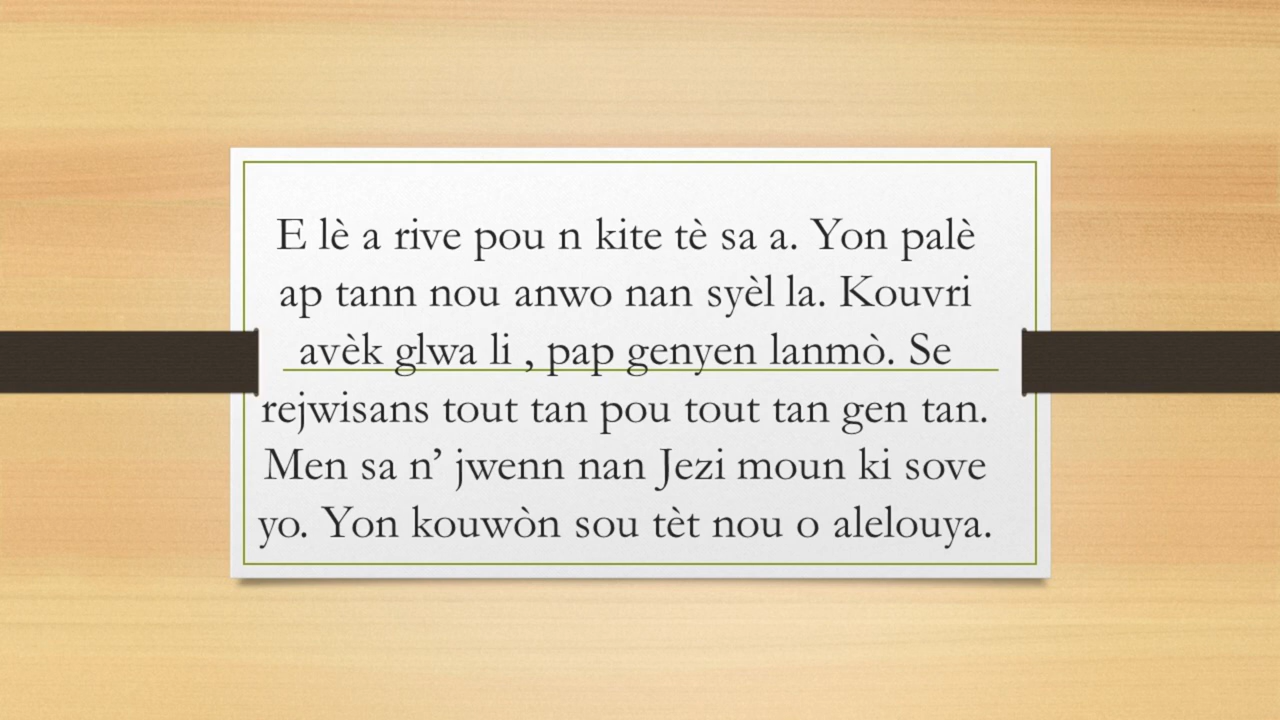 E lè a rive pou n kite tè sa a. Yon palè
ap tann nou anwo nan syèl la. Kouvri
avèk glwa li , pap genyen lanmò. Se
rejwisans tout tan pou tout tan gen tan.
Men sa n’ jwenn nan Jezi moun ki sove
yo. Yon kouwòn sou tèt nou o alelouya.